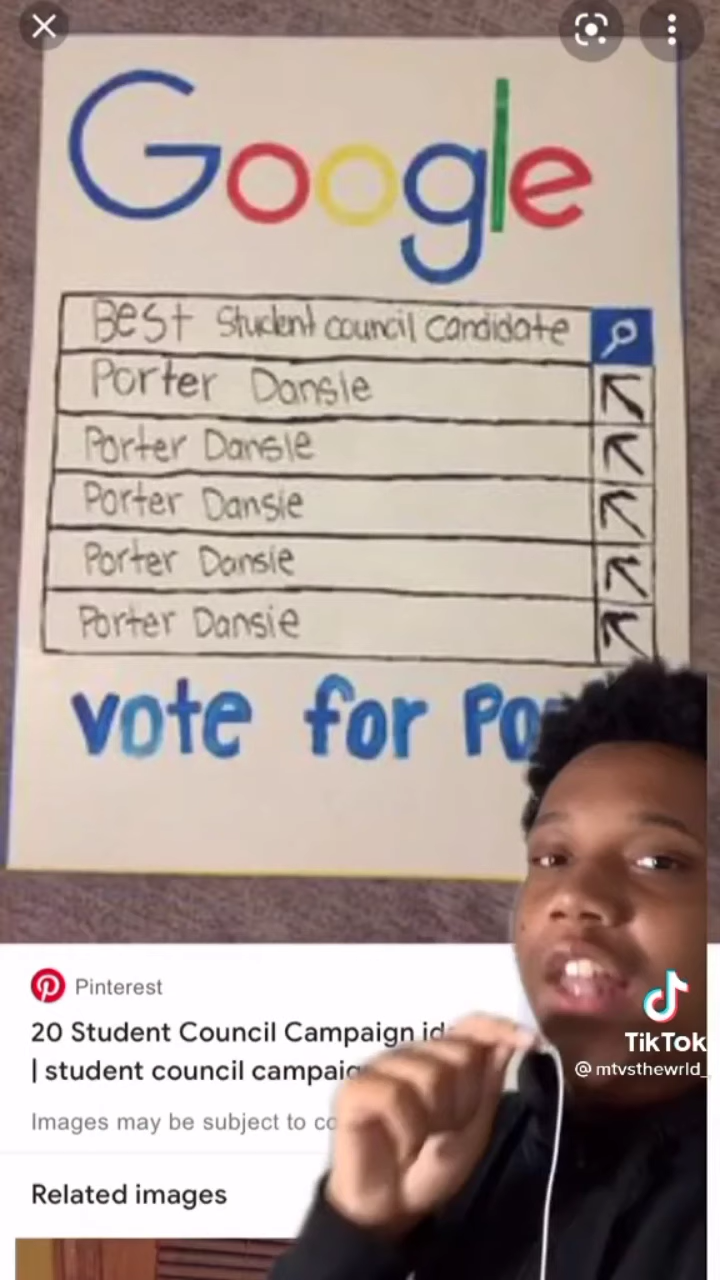 Google
Best Student council candidate
Porter Dansie
Porter Dansie
Porter Dansie
Porter Dansie
Porter Dansie
vote for Po
Pinterest
20 Student Council Campaign id
| student council campaig
Images may be subject to co
Related images
TikTok
@mtvsthewrld_